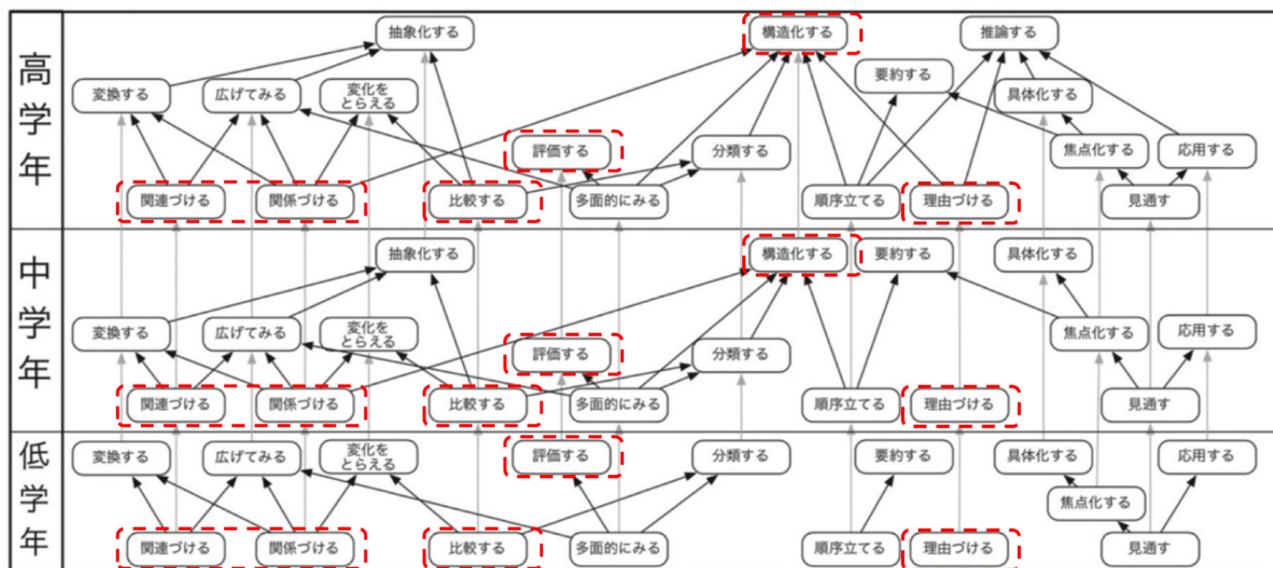 高学年
抽象化する
構造化する
推論する
変換する
広げてみる
変化を
とらえる
要約する
具体化する
評価する
分類する
焦点化する
応用する
関連づける
関係づける
比較する
多面的にみる
順序立てる
理由づける
見通す
中学年
抽象化する
構造化する
要約する
具体化する
変換する
広げてみる
変化を
とらえる
評価する
分類する
焦点化する
応用する
関連づける
関係づける
比較する
多面的にみる
順序立てる
理由づける
見通す
低学年
変換する
広げてみる
変化を
とらえる
評価する
分類する
要約する
具体化する
応用する
焦点化する
関連づける
関係づける
比較する
多面的にみる
順序立てる
理由づける
見通す